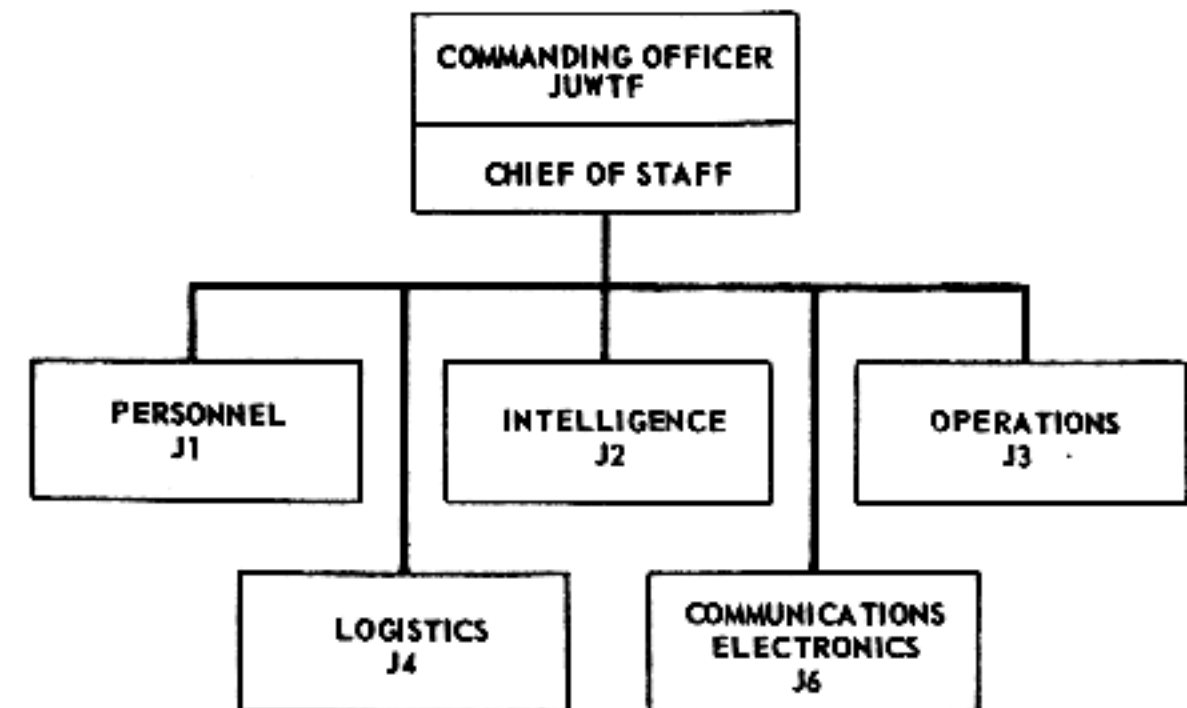 COMMANDING OFFICER
JUWTF
CHIEF OF STAFF
PERSONNEL
J1
INTELLIGENCE
J2
OPERATIONS
J3
LOGISTICS
J4
COMMUNICATIONS
ELECTRONICS
J6